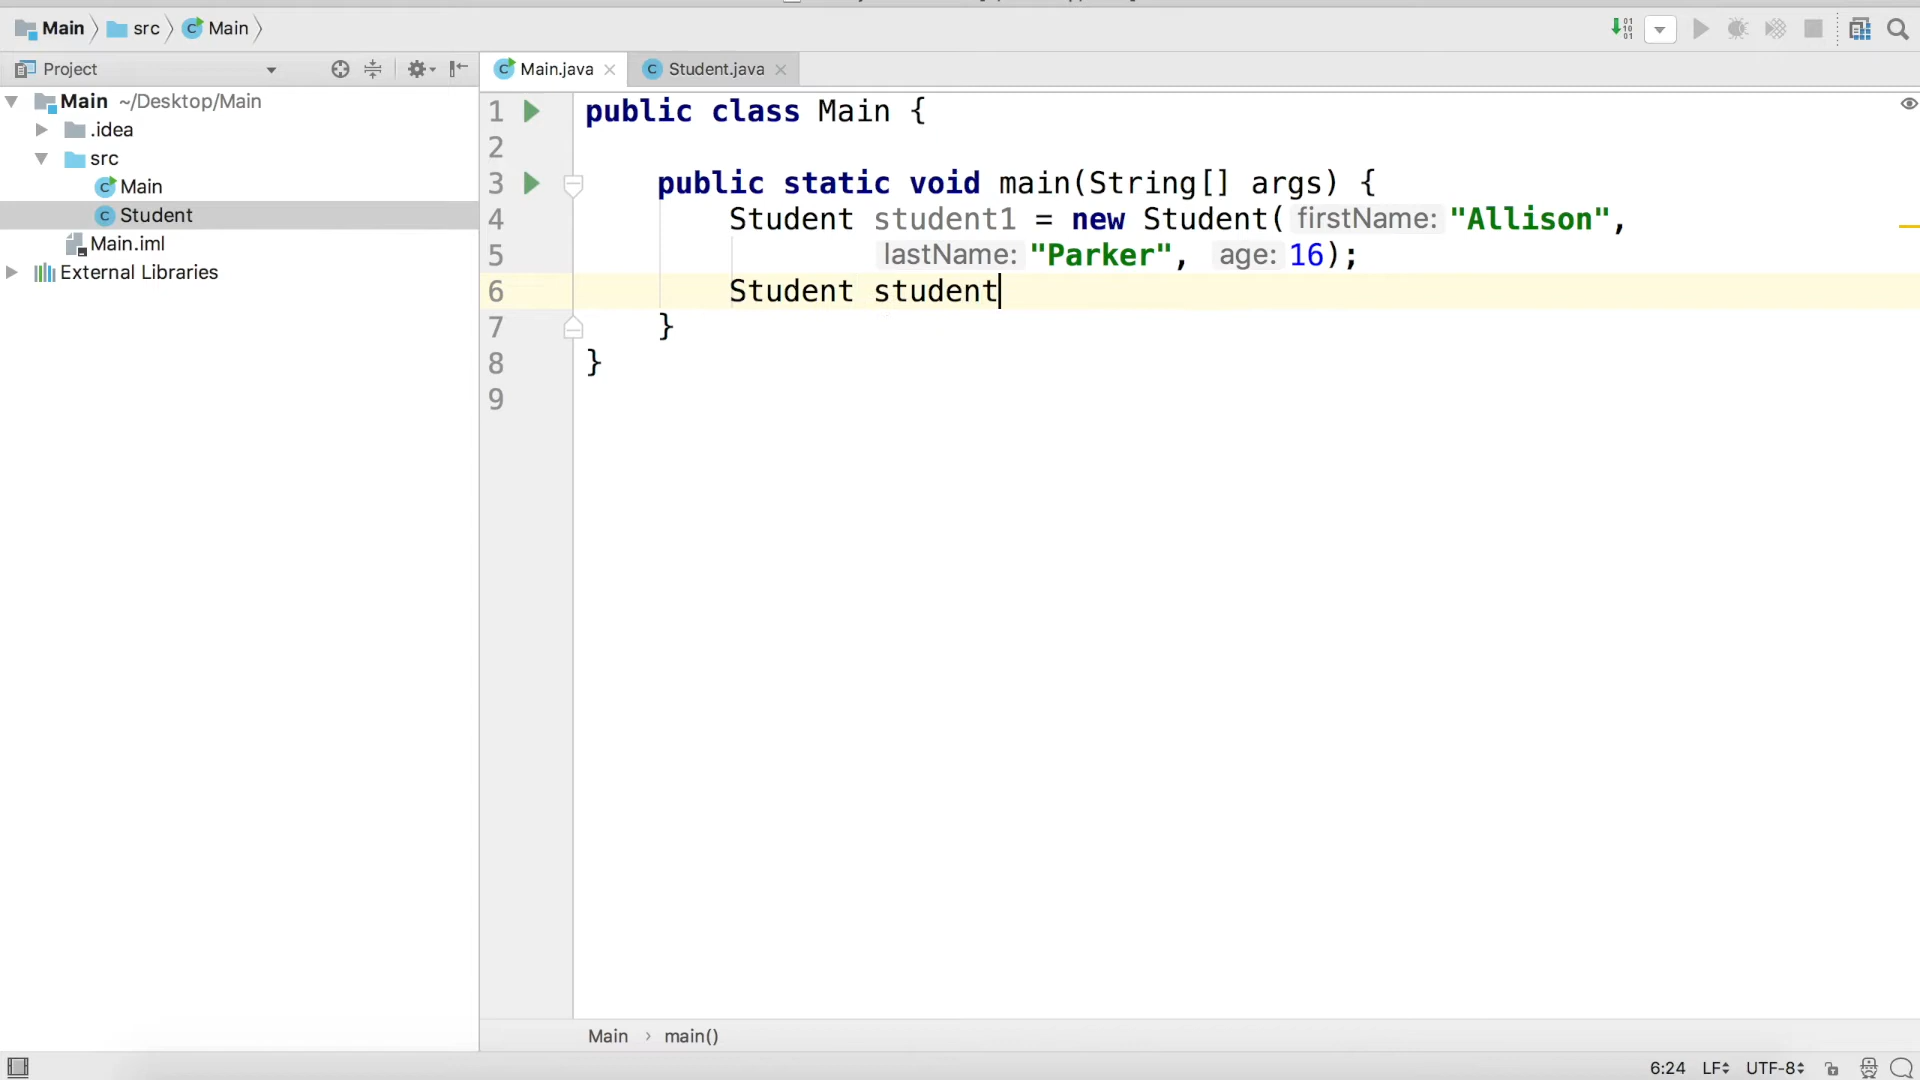 Main src Main
Project
Main.java
Student.java
Main ~/Desktop/Main
.idea
src
Main
Student
Main.iml
External Libraries
1 public class Main {
2
3 public static void main(String[] args) {
4 Student student1 = new Student( firstName: "Allison",
5 lastName: "Parker", age: 16);
6 Student student
7 }
8 }
9
Main › main()
6:24 LF UTF-8